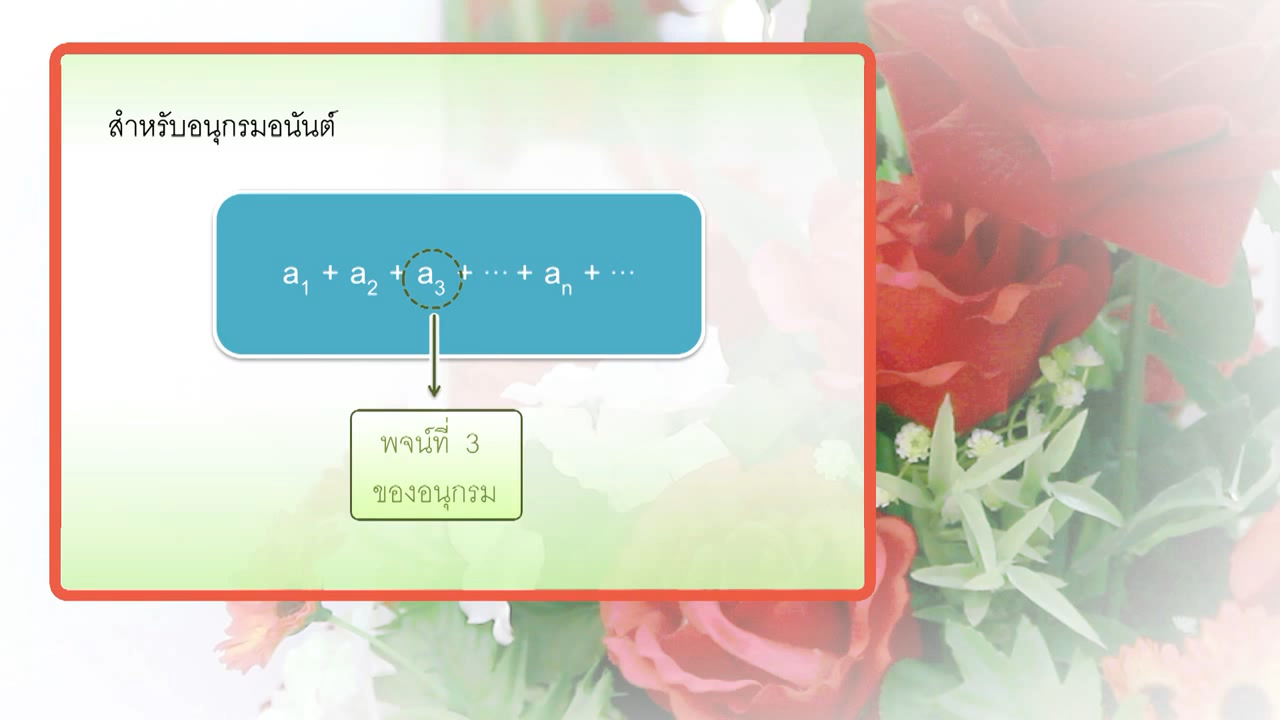 สำหรับอนุกรมอนันต์
a₁ + a₂ + a₃ + ··· + aₙ + ···
พจน์ที่ 3
ของอนุกรม